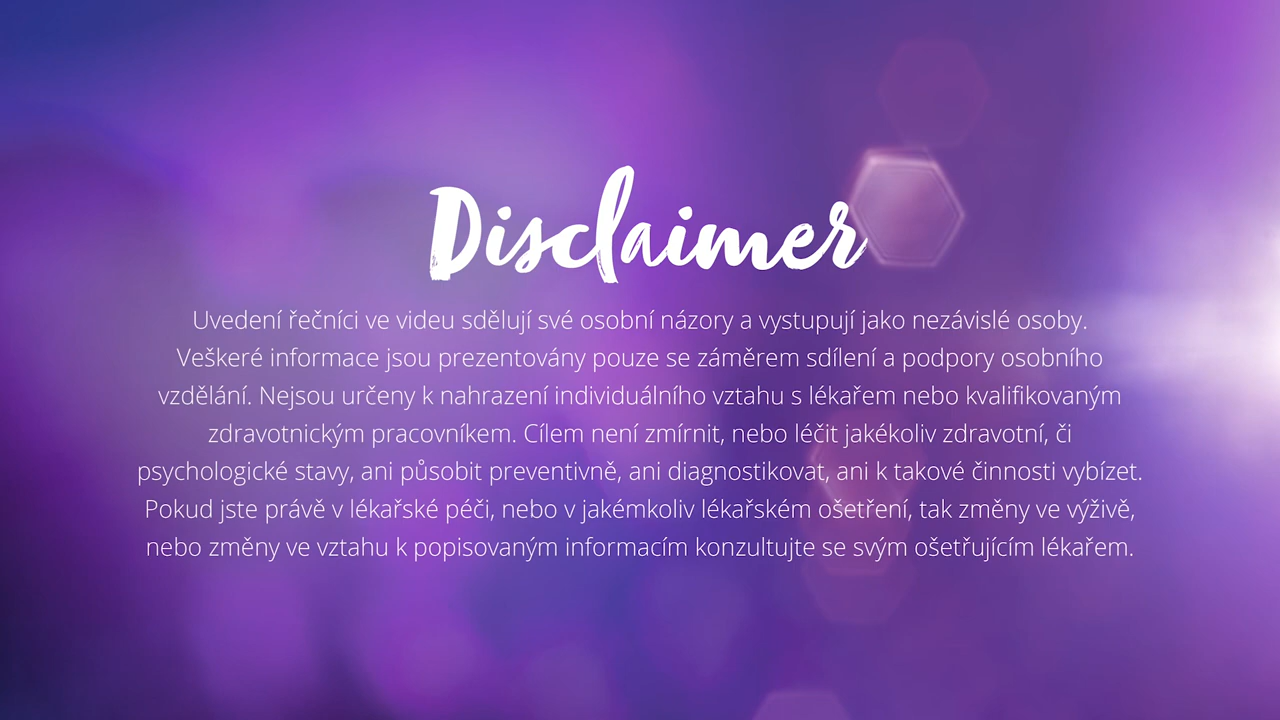 Disclaimer
Uvedení řečníci ve videu sdělují své osobní názory a vystupují jako nezávislé osoby.
Veškeré informace jsou prezentovány pouze se záměrem sdílení a podpory osobního
vzdělání. Nejsou určeny k nahrazení individuálního vztahu s lékařem nebo kvalifikovaným
zdravotnickým pracovníkem. Cílem není zmírnit, nebo léčit jakékoliv zdravotní, či
psychologické stavy, ani působit preventivně, ani diagnostikovat, ani k takové činnosti vybízet.
Pokud jste právě v lékařské péči, nebo v jakémkoliv lékařském ošetření, tak změny ve výživě,
nebo změny ve vztahu k popisovaným informacím konzultujte se svým ošetřujícím lékařem.